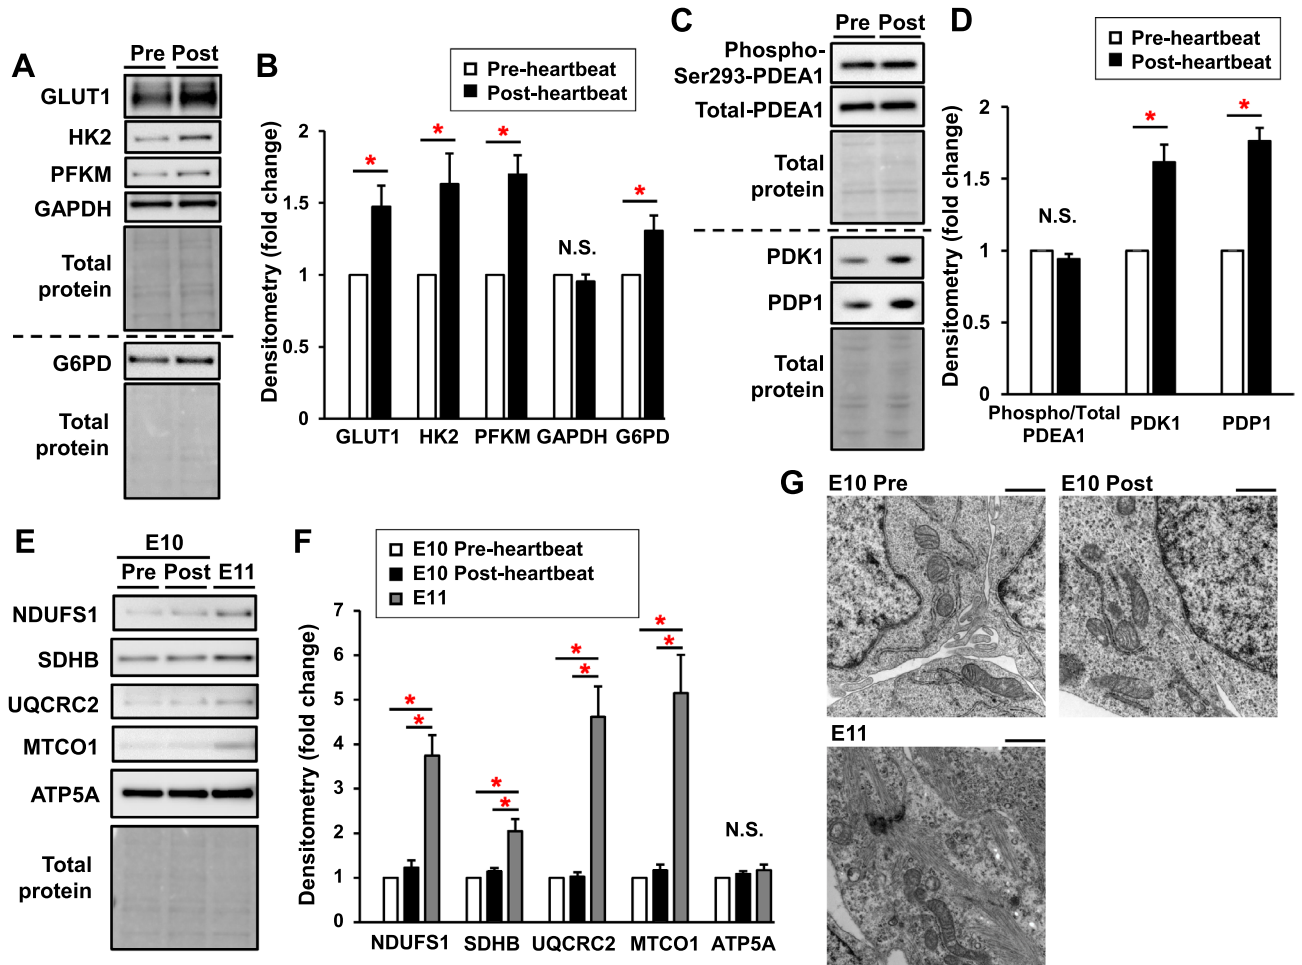 A
Pre Post
GLUT1
HK2
PFKM
GAPDH
Total
protein
G6PD
Total
protein
B
Pre-heartbeat
Post-heartbeat
Densitometry (fold change)
2
1.5
1
0.5
0
*
*
*
N.S.
*
GLUT1 HK2 PFKM GAPDH G6PD
C
Pre Post
Phospho-
Ser293-PDEA1
Total-PDEA1
Total
protein
PDK1
PDP1
Total
protein
D
Pre-heartbeat
Post-heartbeat
Densitometry (fold change)
2
1.5
1
0.5
0
N.S.
*
*
Phospho/Total
PDEA1
PDK1
PDP1
E
E10
Pre Post E11
NDUFS1
SDHB
UQCRC2
MTCO1
ATP5A
Total
protein
F
E10 Pre-heartbeat
E10 Post-heartbeat
E11
Densitometry (fold change)
7
6
5
4
3
2
1
0
*
*
*
*
*
*
*
*
N.S.
NDUFS1 SDHB UQCRC2 MTCO1 ATP5A
G
E10 Pre
E10 Post
E11